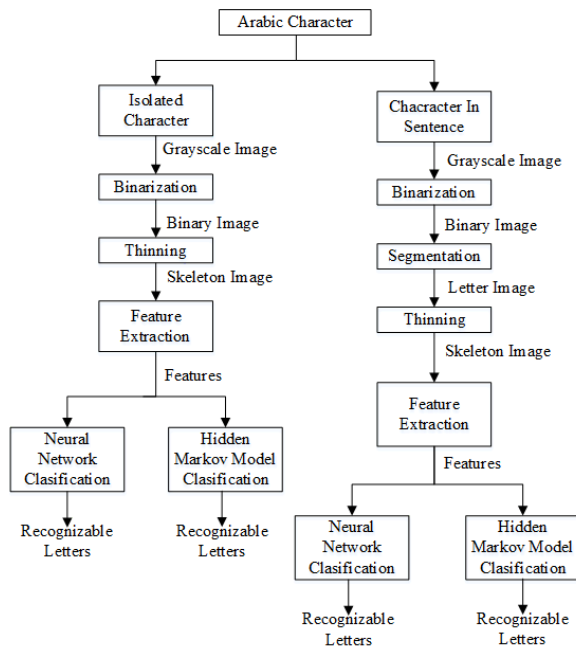 Arabic Character
Isolated
Character
Grayscale Image
Binarization
Binary Image
Thinning
Skeleton Image
Feature
Extraction
Features
Neural
Network
Clasification
Hidden
Markov Model
Clasification
Recognizable
Letters
Recognizable
Letters
Chacracter In
Sentence
Grayscale Image
Binarization
Binary Image
Segmentation
Letter Image
Thinning
Skeleton Image
Feature
Extraction
Features
Neural
Network
Clasification
Hidden
Markov Model
Clasification
Recognizable
Letters
Recognizable
Letters